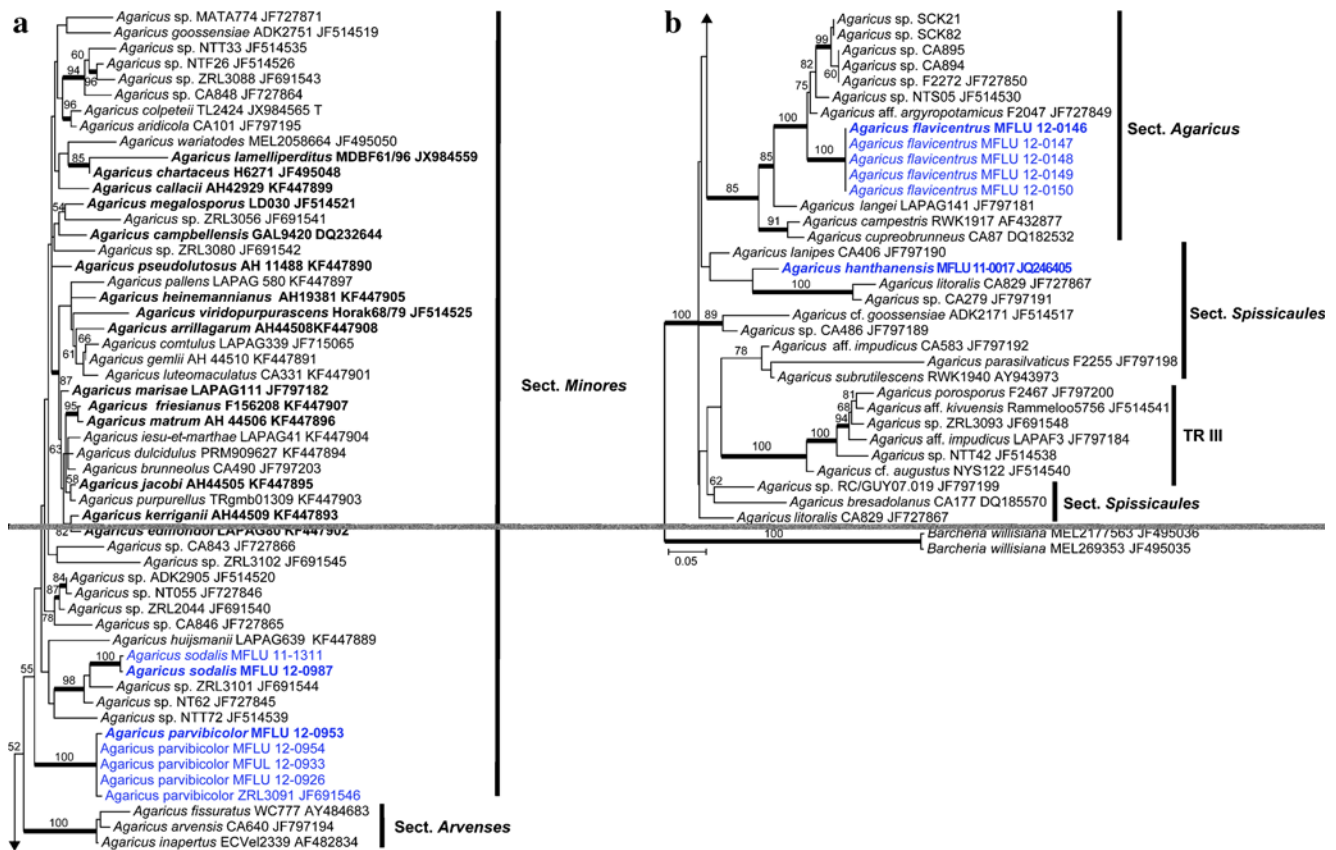 a
Agaricus sp. MATA774 JF727871
Agaricus goossensiae ADK2751 JF514519
Agaricus sp. NTT33 JF514535
60
Agaricus sp. NTF26 JF514526
94
96
Agaricus sp. ZRL3088 JF691543
Agaricus sp. CA848 JF727864
96
Agaricus colpeteii TL2424 JX984565 T
Agaricus aridicola CA101 JF797195
Agaricus wariatodes MEL2058664 JF495050
85
Agaricus lamelliperditus MDBF61/96 JX984559
Agaricus chartaceus H6271 JF495048
Agaricus callacii AH42929 KF447899
54
Agaricus megalosporus LD030 JF514521
Agaricus sp. ZRL3056 JF691541
Agaricus campbellensis GAL9420 DQ232644
Agaricus sp. ZRL3080 JF691542
Agaricus pseudolutosus AH 11488 KF447890
Agaricus pallens LAPAG 580 KF447897
Agaricus heinemannianus AH19381 KF447905
Agaricus viridopurpurascens Horak68/79 JF514525
Agaricus arrillagarum AH44508KF447908
66
Agaricus comtulus LAPAG339 JF715065
61
Agaricus gemlii AH 44510 KF447891
Agaricus luteomaculatus CA331 KF447901
87
Agaricus marisae LAPAG111 JF797182
95
Agaricus friesianus F156208 KF447907
Agaricus matrum AH 44506 KF447896
63
Agaricus iesu-et-marthae LAPAG41 KF447904
Agaricus dulcidulus PRM909627 KF447894
Agaricus brunneolus CA490 JF797203
58
Agaricus jacobi AH44505 KF447895
Agaricus purpurellus TRgmb01309 KF447903
Agaricus kerriganii AH44509 KF447893
82
Agaricus edmondoi LAPAG80 KF447902
Agaricus sp. CA843 JF727866
Agaricus sp. ZRL3102 JF691545
84
Agaricus sp. ADK2905 JF514520
87
Agaricus sp. NT055 JF727846
Agaricus sp. ZRL2044 JF691540
78
Agaricus sp. CA846 JF727865
Agaricus huijsmanii LAPAG639 KF447889
55
100
Agaricus sodalis MFLU 11-1311
Agaricus sodalis MFLU 12-0987
98
Agaricus sp. ZRL3101 JF691544
Agaricus sp. NT62 JF727845
Agaricus sp. NTT72 JF514539
52
Agaricus parvibicolor MFLU 12-0953
100
Agaricus parvibicolor MFLU 12-0954
Agaricus parvibicolor MFUL 12-0933
Agaricus parvibicolor MFLU 12-0926
Agaricus parvibicolor ZRL3091 JF691546
Sect. Minores
Agaricus fissuratus WC777 AY484683
100
Agaricus arvensis CA640 JF797194
Agaricus inapertus ECVel2339 AF482834
Sect. Arvenses
b
Agaricus sp. SCK21
99
Agaricus sp. SCK82
Agaricus sp. CA895
82
Agaricus sp. CA894
60
Agaricus sp. F2272 JF727850
75
Agaricus sp. NTS05 JF514530
Agaricus aff. argyropotamicus F2047 JF727849
100
Agaricus flavicentrus MFLU 12-0146
Agaricus flavicentrus MFLU 12-0147
100
Agaricus flavicentrus MFLU 12-0148
85
Agaricus flavicentrus MFLU 12-0149
85
Agaricus flavicentrus MFLU 12-0150
Agaricus langei LAPAG141 JF797181
91
Agaricus campestris RWK1917 AF432877
Agaricus cupreobrunneus CA87 DQ182532
Sect. Agaricus
Agaricus lanipes CA406 JF797190
Agaricus hanthanensis MFLU 11-0017 JQ246405
100
Agaricus litoralis CA829 JF727867
Agaricus sp. CA279 JF797191
100
89
Agaricus cf. goossensiae ADK2171 JF514517
Agaricus sp. CA486 JF797189
78
Agaricus aff. impudicus CA583 JF797192
Agaricus parasilvaticus F2255 JF797198
Agaricus subrutilescens RWK1940 AY943973
Sect. Spissicaules
81
Agaricus porosporus F2467 JF797200
68
Agaricus aff. kivuensis Rammeloo5756 JF514541
94
Agaricus sp. ZRL3093 JF691548
100
100
Agaricus aff. impudicus LAPAF3 JF797184
Agaricus sp. NTT42 JF514538
Agaricus cf. augustus NYS122 JF514540
TR III
62
Agaricus sp. RC/GUY07.019 JF797199
Agaricus bresadolanus CA177 DQ185570
Agaricus litoralis CA829 JF727867
Sect. Spissicaules
100
Barcheria willisiana MEL2177563 JF495036
Barcheria willisiana MEL269353 JF495035
0.05